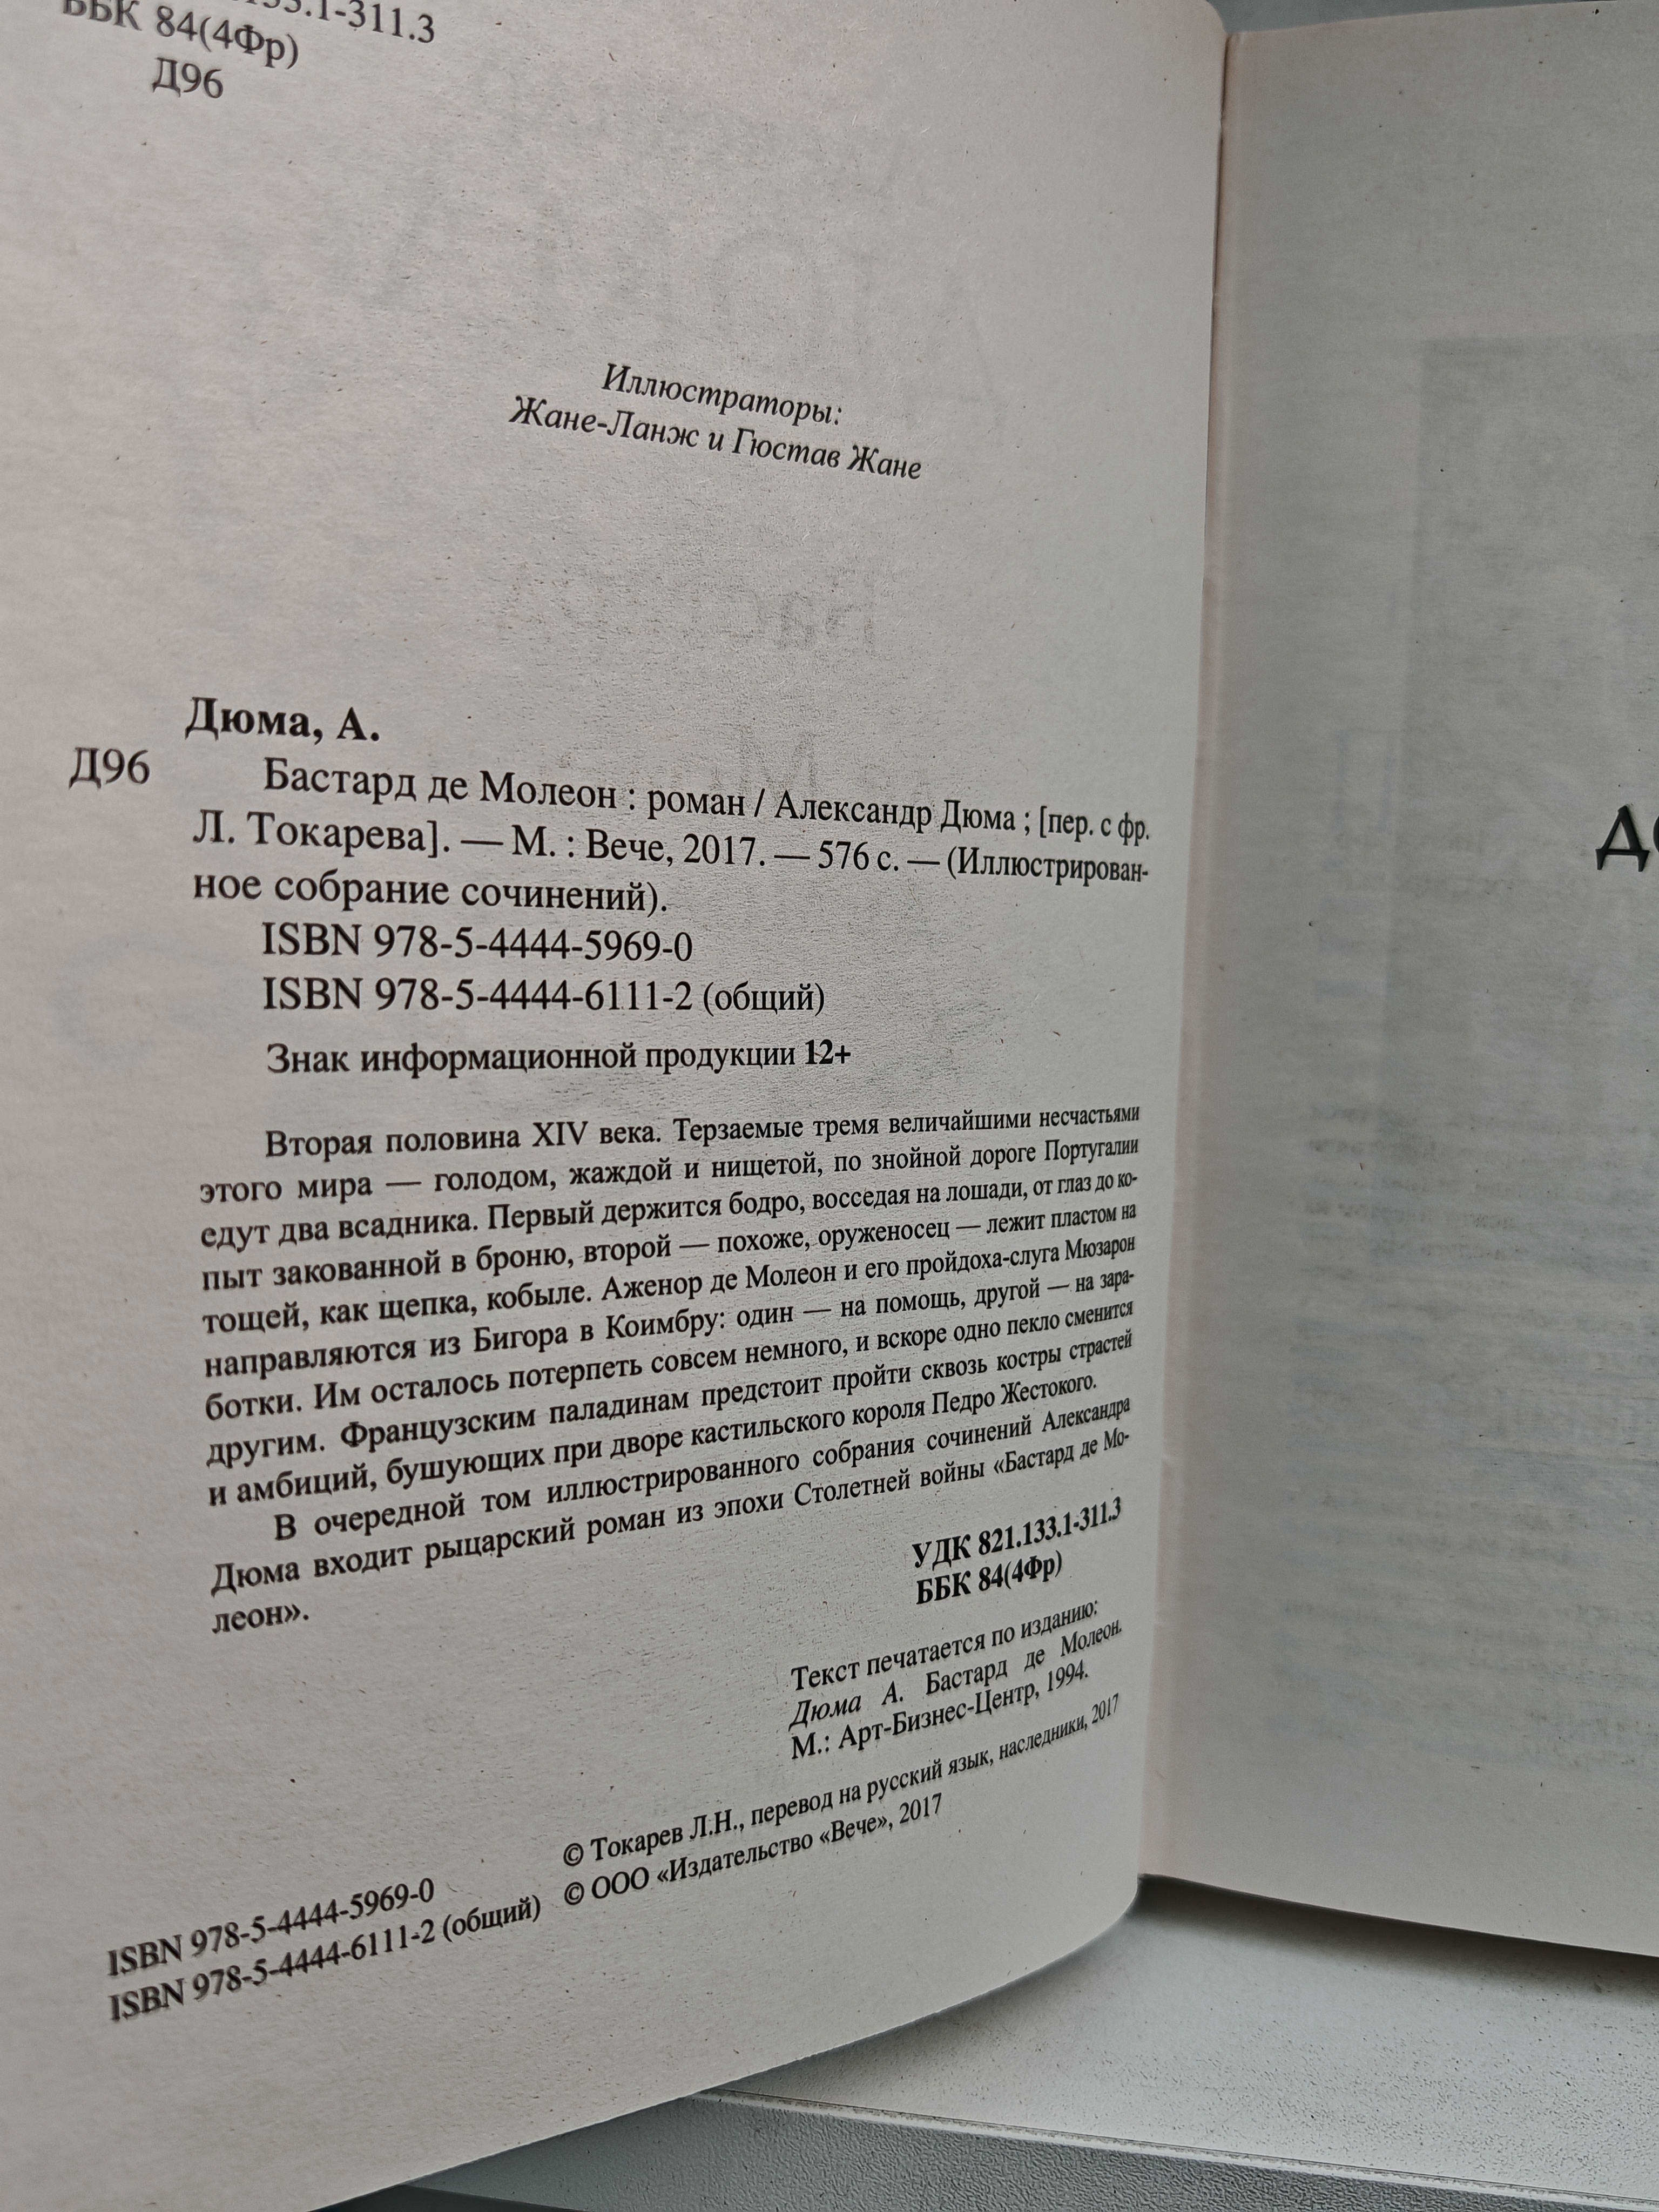 ББК 84(4Фр)
Д96
Иллюстраторы:
Жане-Ланж и Гюстав Жане
Дюма, А.
Д96 Бастард де Молеон : роман / Александр Дюма ; [пер. с фр.
Л. Токарева]. — М. : Вече, 2017. — 576 с. — (Иллюстрирован-
ное собрание сочинений).
ISBN 978-5-4444-5969-0
ISBN 978-5-4444-6111-2 (общий)
Знак информационной продукции 12+
Вторая половина XIV века. Терзаемые тремя величайшими несчастьями
этого мира — голодом, жаждой и нищетой, по знойной дороге Португалии
едут два всадника. Первый держится бодро, восседая на лошади, от глаз до ко-
пыт закованной в броню, второй — похоже, оруженосец — лежит пластом на
тощей, как щепка, кобыле. Аженор де Молеон и его пройдоха-слуга Мюзарон
направляются из Бигора в Коимбру: один — на помощь, другой — на зара-
ботки. Им осталось потерпеть совсем немного, и вскоре одно пекло сменится
другим. Французским паладинам предстоит пройти сквозь костры страстей
и амбиций, бушующих при дворе кастильского короля Педро Жестокого.
В очередной том иллюстрированного собрания сочинений Александра
Дюма входит рыцарский роман из эпохи Столетней войны «Бастард де Мо-
леон».
УДК 821.133.1-311.3
ББК 84(4Фр)
Текст печатается по изданию:
Дюма А. Бастард де Молеон.
М.: Арт-Бизнес-Центр, 1994.
© Токарев Л.Н., перевод на русский язык, наследники, 2017
© ООО «Издательство «Вече», 2017
ISBN 978-5-4444-5969-0
ISBN 978-5-4444-6111-2 (общий)